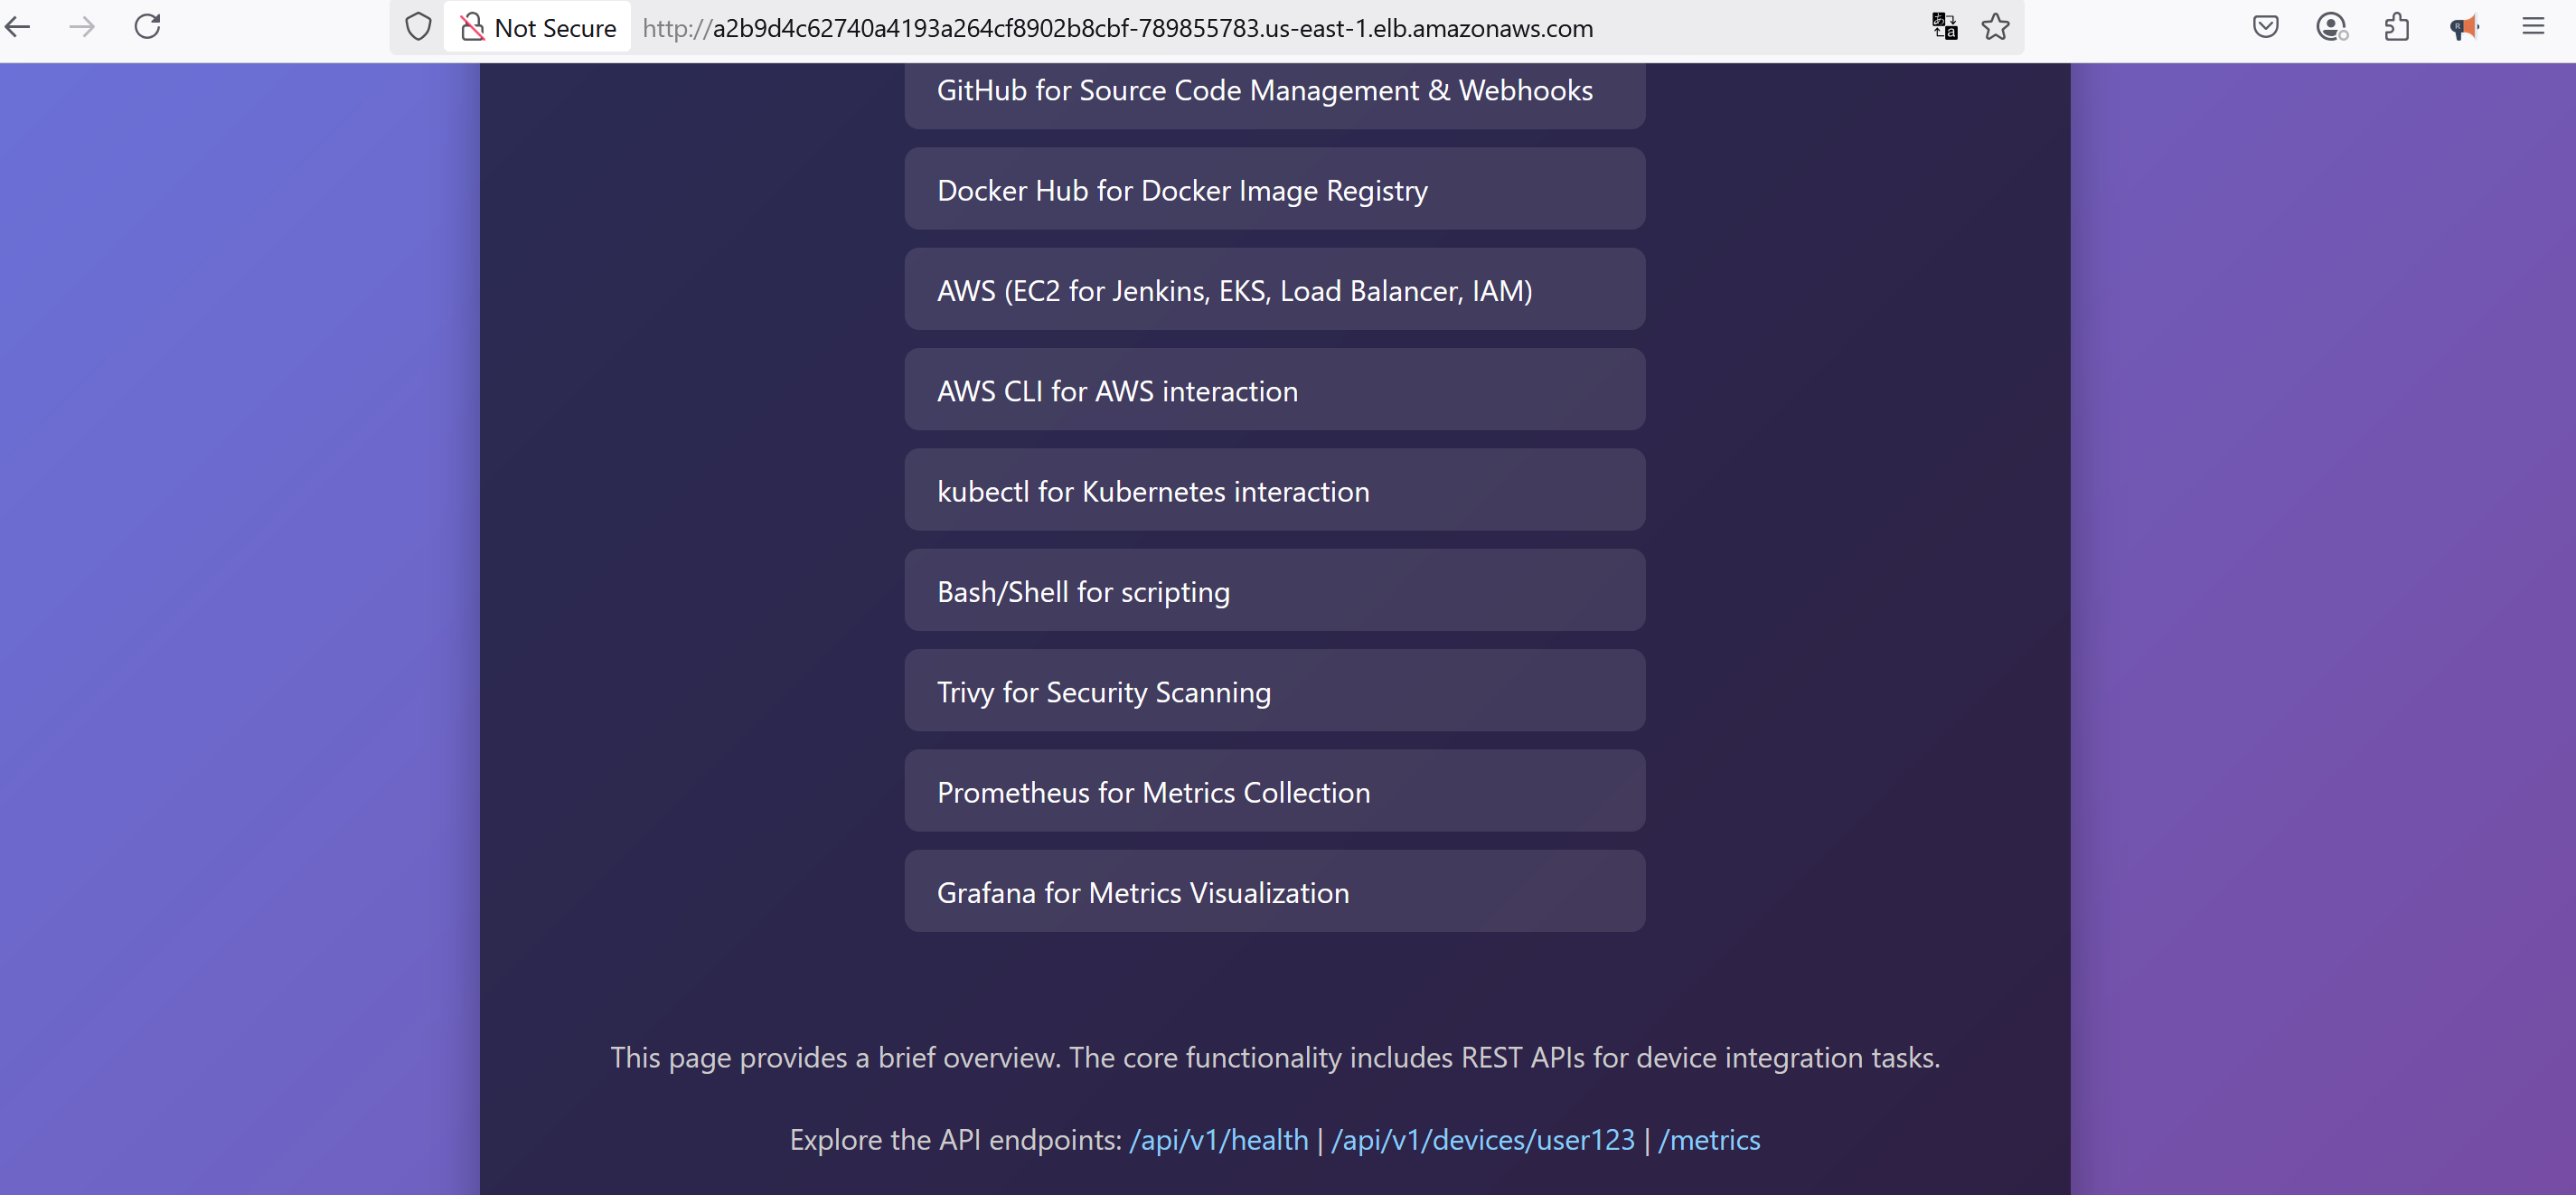 Not Secure http://a2b9d4c62740a4193a264cf8902b8cbf-789855783.us-east-1.elb.amazonaws.com
GitHub for Source Code Management & Webhooks
Docker Hub for Docker Image Registry
AWS (EC2 for Jenkins, EKS, Load Balancer, IAM)
AWS CLI for AWS interaction
kubectl for Kubernetes interaction
Bash/Shell for scripting
Trivy for Security Scanning
Prometheus for Metrics Collection
Grafana for Metrics Visualization
This page provides a brief overview. The core functionality includes REST APIs for device integration tasks.
Explore the API endpoints: /api/v1/health | /api/v1/devices/user123 | /metrics